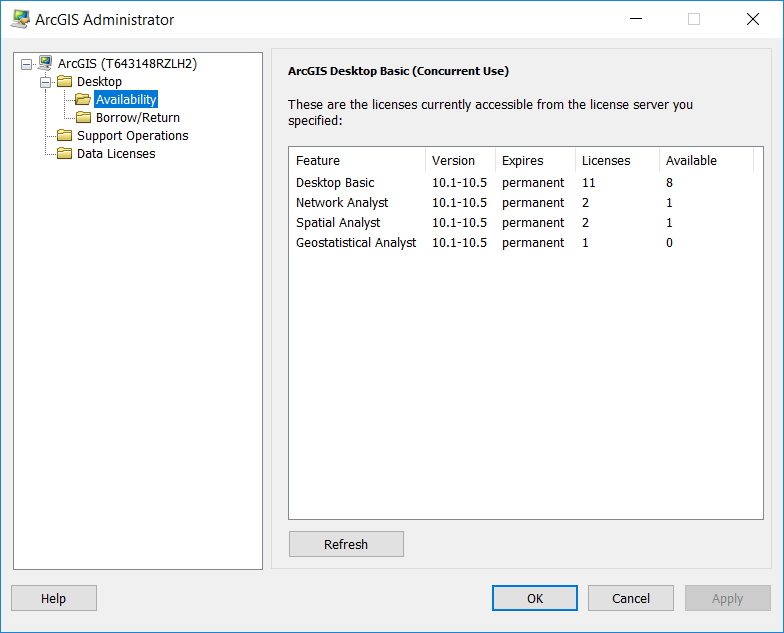 ArcGIS Administrator
ArcGIS (T643148RZLH2)
Desktop
Availability
Borrow/Return
Support Operations
Data Licenses
ArcGIS Desktop Basic (Concurrent Use)
These are the licenses currently accessible from the license server you
specified:
Feature Version Expires Licenses Available
Desktop Basic 10.1-10.5 permanent 11 8
Network Analyst 10.1-10.5 permanent 2 1
Spatial Analyst 10.1-10.5 permanent 2 1
Geostatistical Analyst 10.1-10.5 permanent 1 0
Refresh
Help OK Cancel Apply